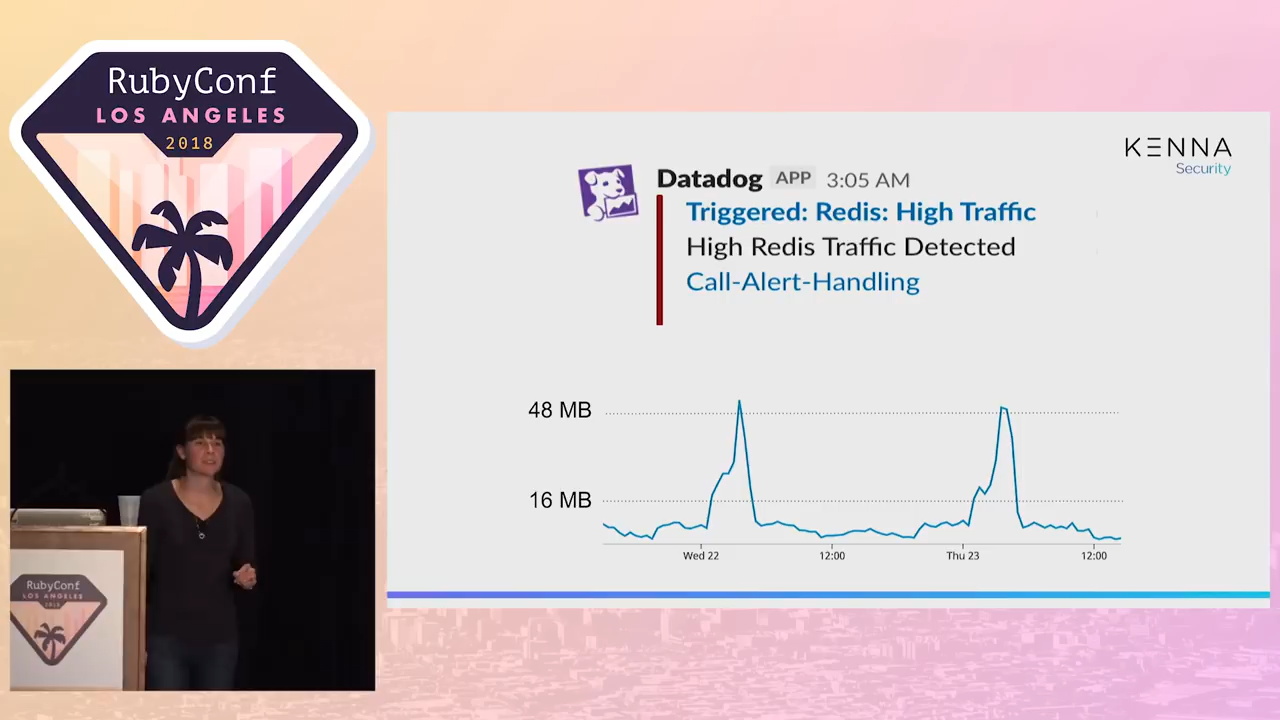 RubyConf
LOS ANGELES
2018
KENNA
Security
Datadog APP 3:05 AM
Triggered: Redis: High Traffic
High Redis Traffic Detected
Call-Alert-Handling
48 MB
16 MB
Wed 22 12:00 Thu 23 12:00
RubyConf
LOS ANGELES
2018